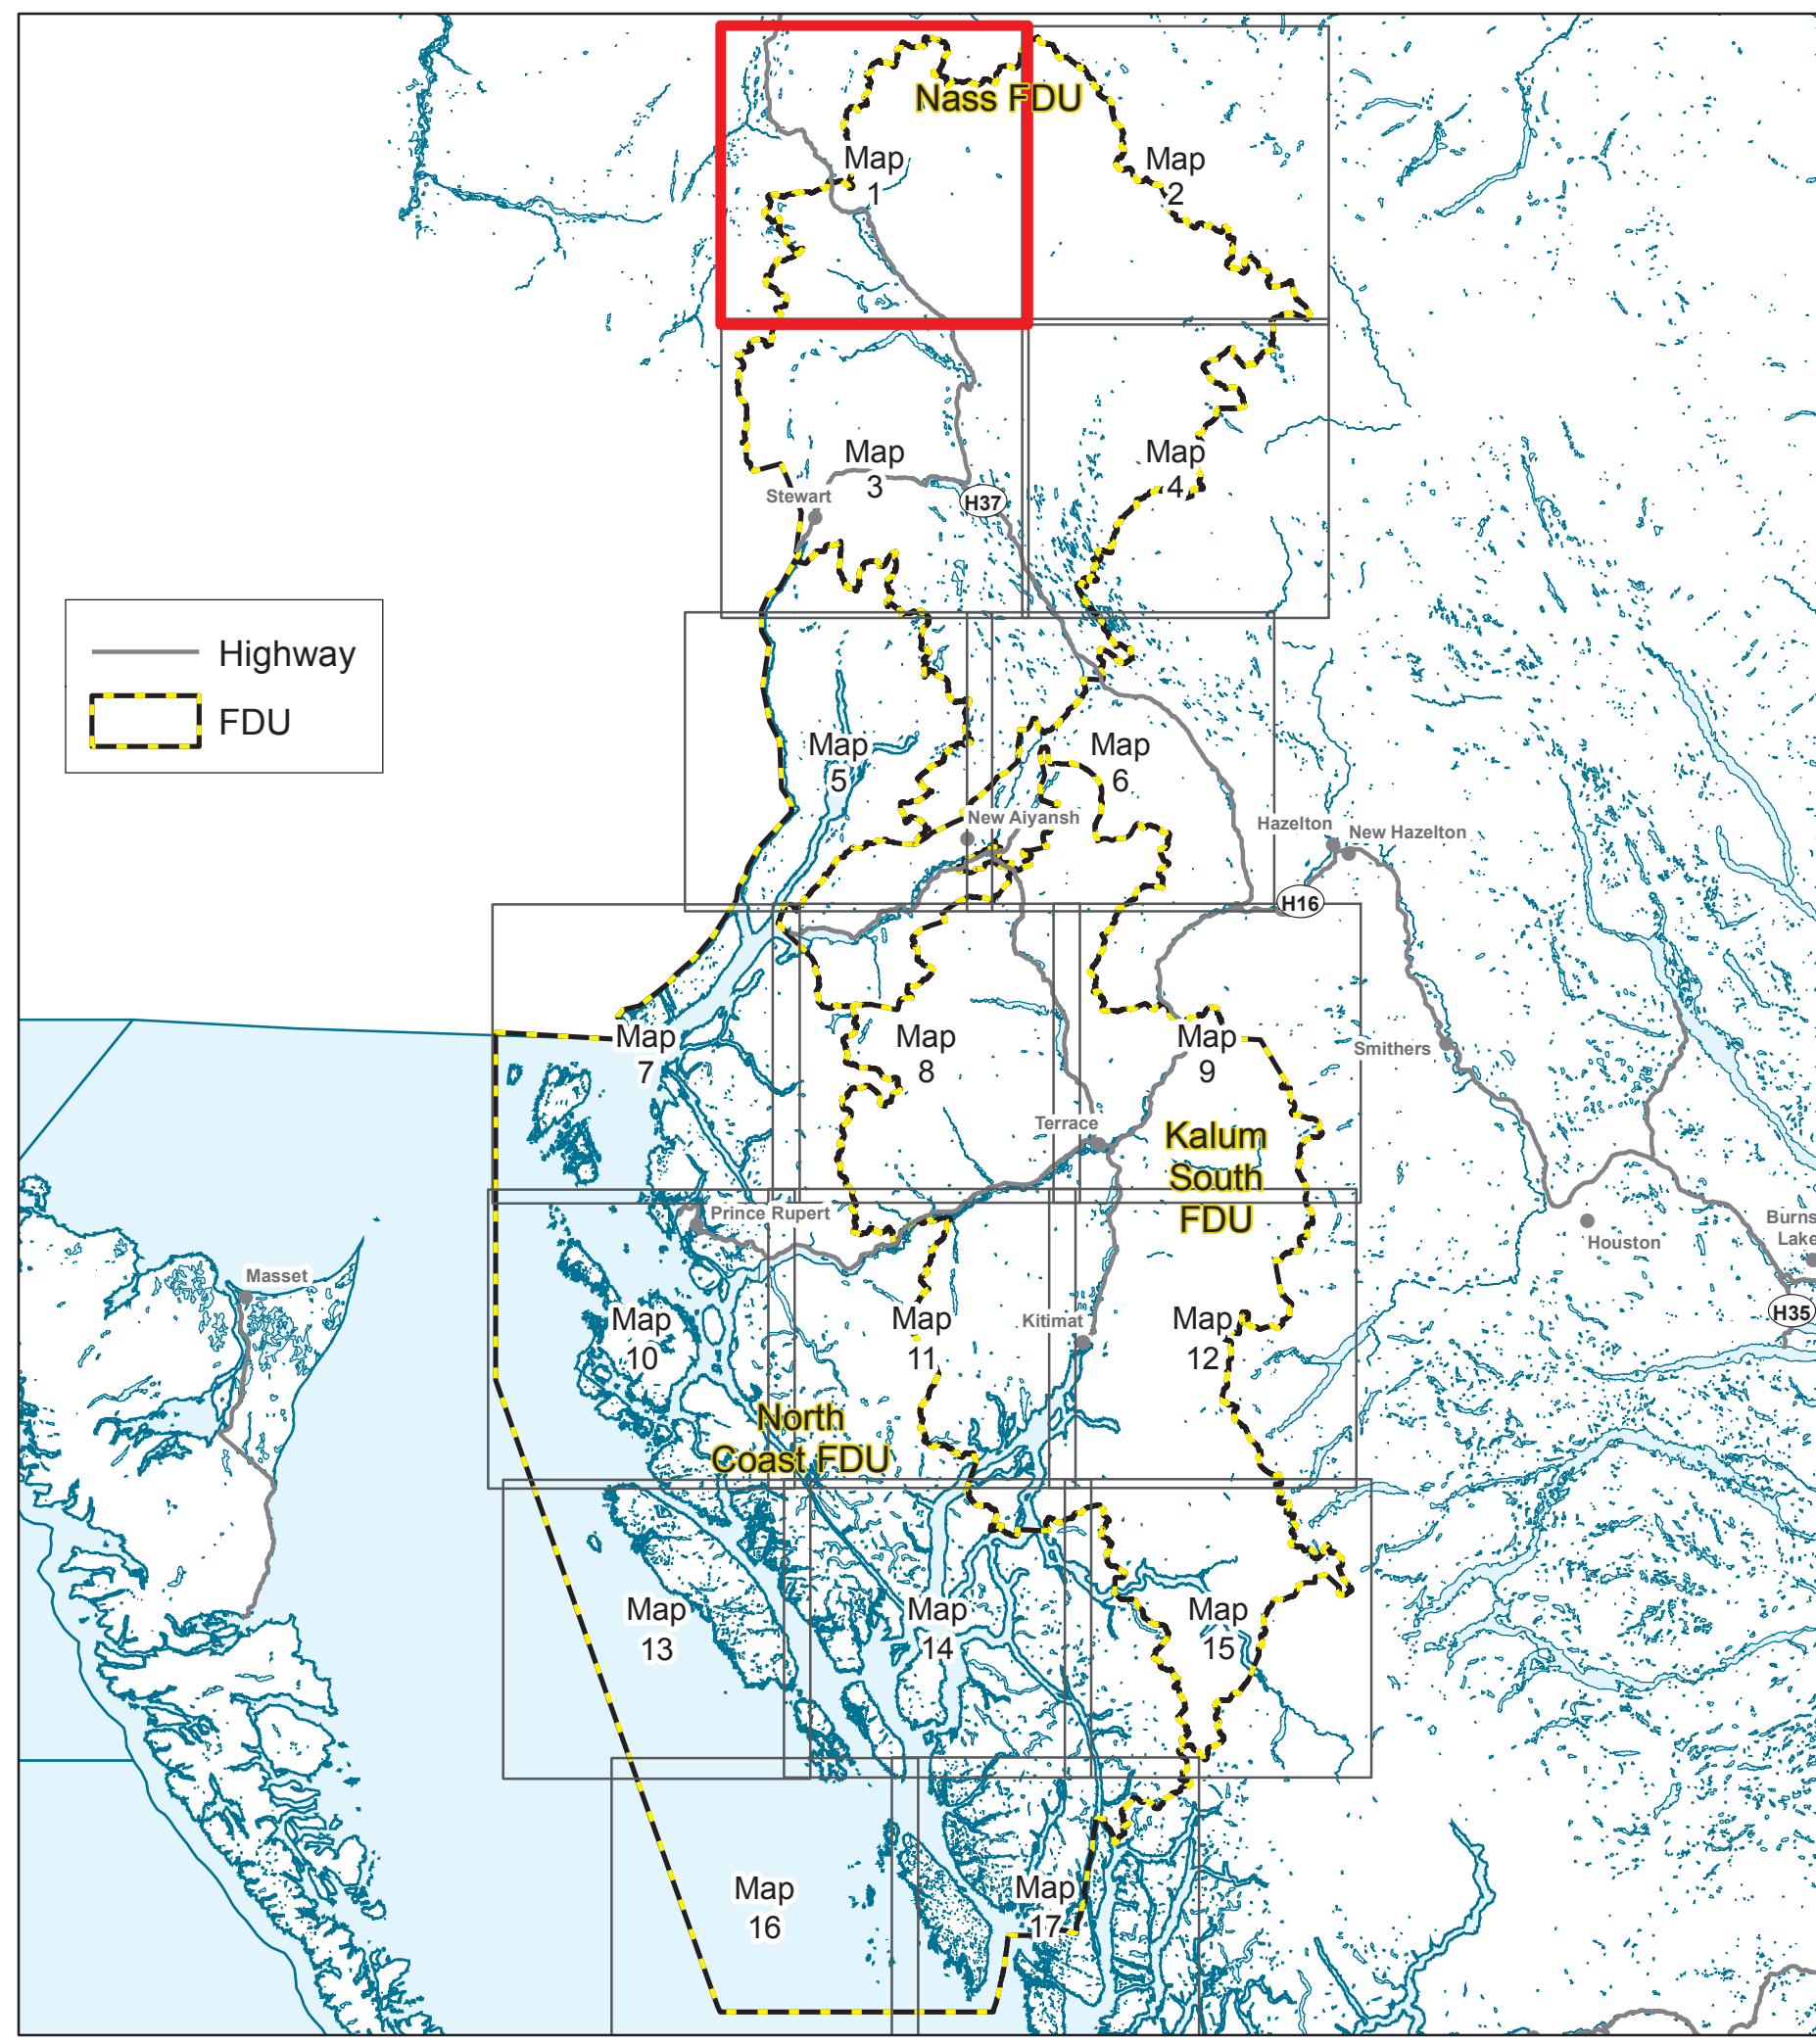 Nass FDU
Map
1
Map
2
Map
3
Map
4
Stewart
H37
Highway
FDU
Map
5
Map
6
New Aiyansh
Hazelton
New Hazelton
H16
Map
7
Map
8
Map
9
Smithers
Terrace
Kalum
South
FDU
Prince Rupert
Houston
Burns
Lake
Masset
H35
Map
10
Map
11
Kitimat
Map
12
North
Coast FDU
Map
13
Map
14
Map
15
Map
16
Map
17